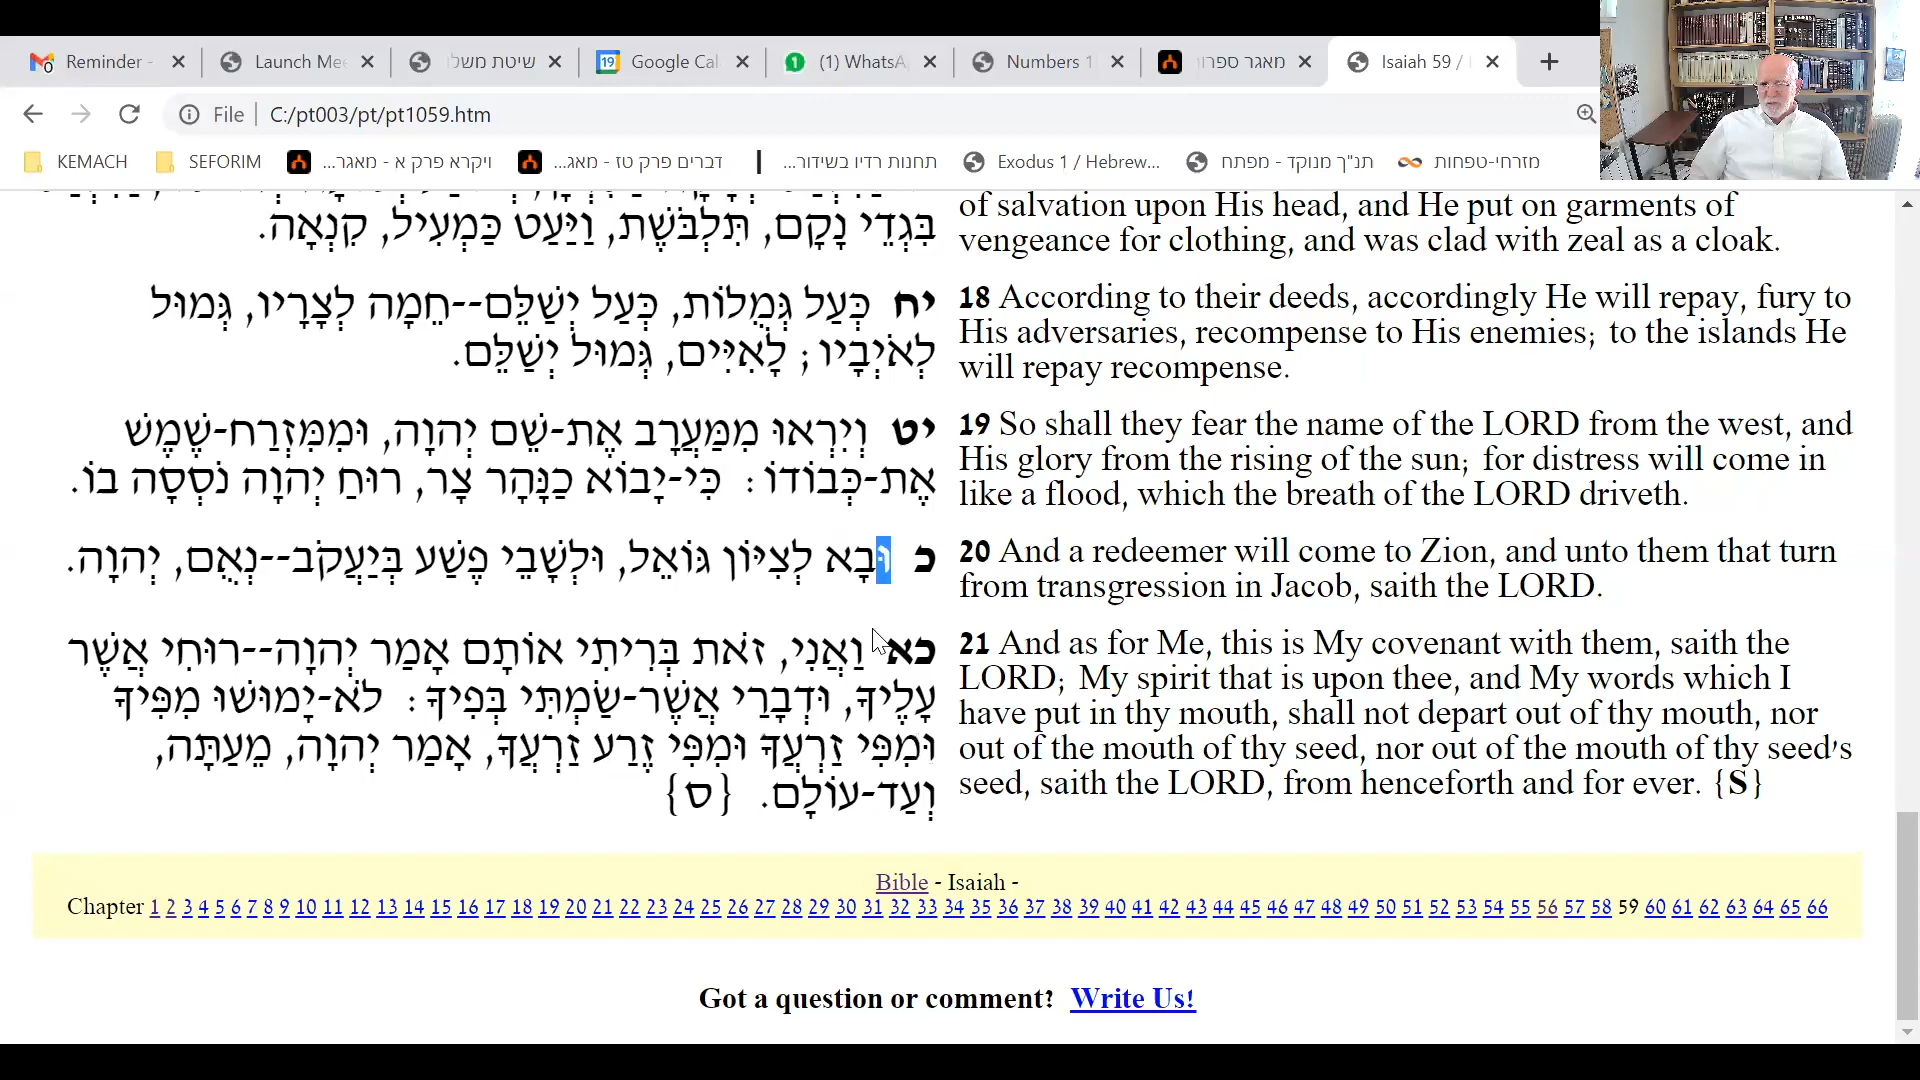 Reminder -
Launch Me
שיטת משל
Google Cal
(1) WhatsA
Numbers 1
מאגר ספרו
Isaiah 59 /
File
C:/pt003/pt/pt1059.htm
KEMACH
SEFORIM
ויקרא פרק א - מאגר...
דברים פרק טז - מאג...
תחנות רדיו בשידור...
Exodus 1 / Hebrew...
תנ"ך מנוקד - מפתח
מזרחי-טפחות
בִּגְדֵי נָקָם, תִּלְבֹּשֶׁת, וַיַּעַט כַּמְעִיל, קִנְאָה.
of salvation upon His head, and He put on garments of
vengeance for clothing, and was clad with zeal as a cloak.
יח כְּעַל גְּמֻלוֹת, כְּעַל יְשַׁלֵּם--חֵמָה לְצָרָיו, גְּמוּל
לְאֹיְבָיו; לָאִיִּים, גְּמוּל יְשַׁלֵּם.
18 According to their deeds, accordingly He will repay, fury to
His adversaries, recompense to His enemies; to the islands He
will repay recompense.
יט וְיִרְאוּ מִמַּעֲרָב אֶת-שֵׁם יְהוָה, וּמִמִּזְרַח-שֶׁמֶשׁ
אֶת-כְּבוֹדוֹ: כִּי-יָבוֹא כַנָּהָר צָר, רוּחַ יְהוָה נֹסְסָה בוֹ.
19 So shall they fear the name of the LORD from the west, and
His glory from the rising of the sun; for distress will come in
like a flood, which the breath of the LORD driveth.
כ וּבָא לְצִיּוֹן גּוֹאֵל, וּלְשָׁבֵי פֶשַׁע בְּיַעֲקֹב--נְאֻם, יְהוָה.
20 And a redeemer will come to Zion, and unto them that turn
from transgression in Jacob, saith the LORD.
כא וַאֲנִי, זֹאת בְּרִיתִי אוֹתָם אָמַר יְהוָה--רוּחִי אֲשֶׁר
עָלֶיךָ, וּדְבָרַי אֲשֶׁר-שַׂמְתִּי בְּפִיךָ: לֹא-יָמוּשׁוּ מִפִּיךָ
וּמִפִּי זַרְעֲךָ וּמִפִּי זֶרַע זַרְעֲךָ, אָמַר יְהוָה, מֵעַתָּה,
וְעַד-עוֹלָם. {ס}
21 And as for Me, this is My covenant with them, saith the
LORD; My spirit that is upon thee, and My words which I
have put in thy mouth, shall not depart out of thy mouth, nor
out of the mouth of thy seed, nor out of the mouth of thy seed's
seed, saith the LORD, from henceforth and for ever. {S}
Bible - Isaiah -
Chapter 1 2 3 4 5 6 7 8 9 10 11 12 13 14 15 16 17 18 19 20 21 22 23 24 25 26 27 28 29 30 31 32 33 34 35 36 37 38 39 40 41 42 43 44 45 46 47 48 49 50 51 52 53 54 55 56 57 58 59 60 61 62 63 64 65 66
Got a question or comment? Write Us!